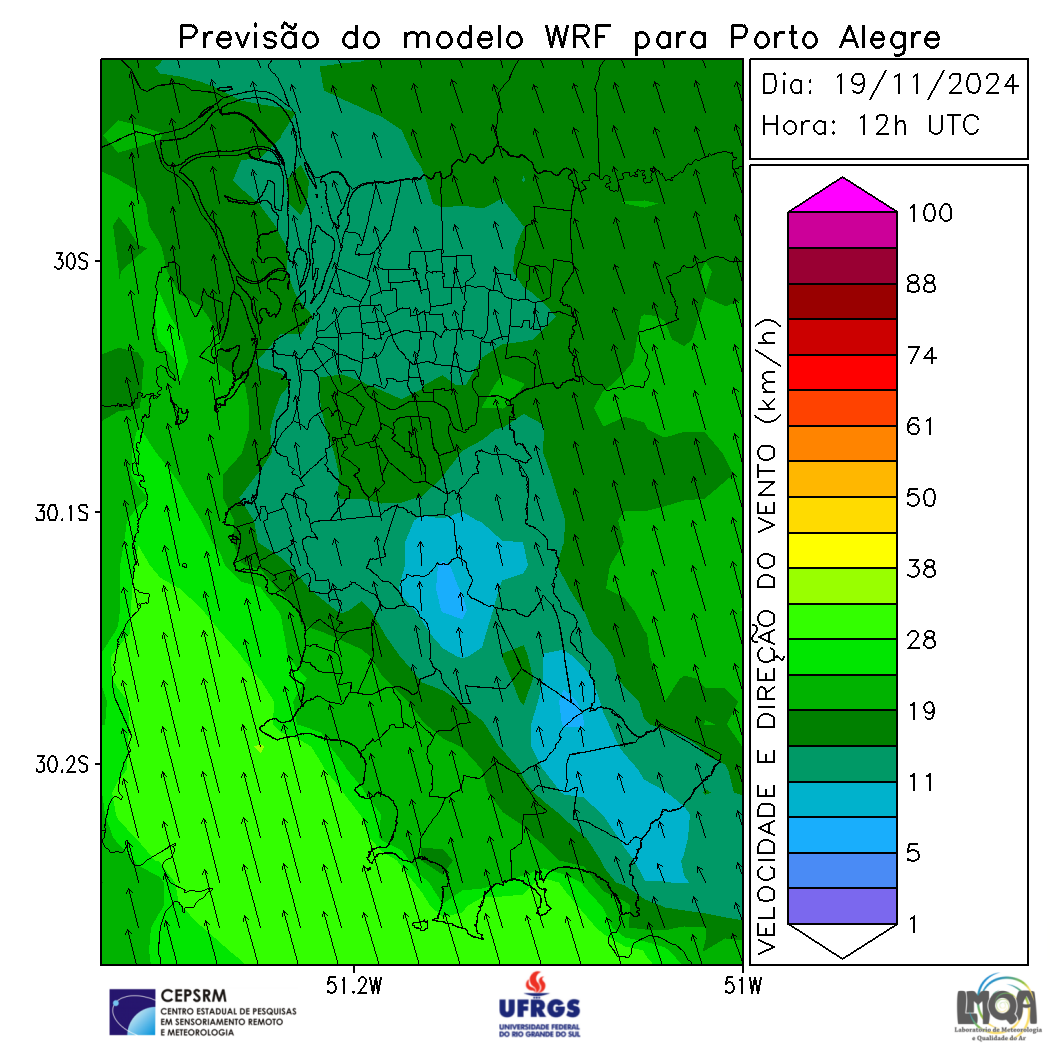 Previsão do modelo WRF para Porto Alegre
Dia: 19/11/2024
Hora: 12h UTC
30S
30.1S
30.2S
51.2W
51W
VELOCIDADE E DIREÇÃO DO VENTO (km/h)
100
88
74
61
50
38
28
19
11
5
1
CEPSRM
CENTRO ESTADUAL DE PESQUISAS
EM SENSORIAMENTO REMOTO
E METEOROLOGIA
UFRGS
UNIVERSIDADE FEDERAL
DO RIO GRANDE DO SUL
LMQA
Laboratório de Meteorologia
e Qualidade do Ar